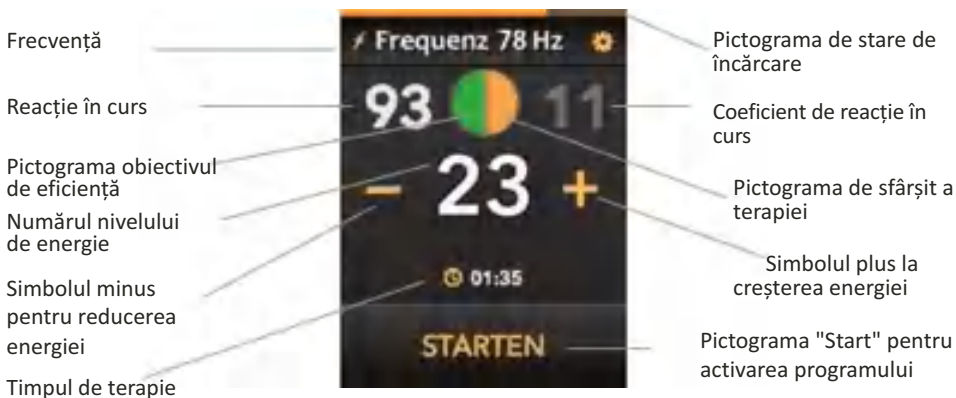 Frecvență
Reacție în curs
Pictograma obiectivul
de eficiență
Numărul nivelului
de energie
Simbolul minus
pentru reducerea
energiei
Timpul de terapie
Frequenz 78 Hz
93 11
− 23 +
01:35
STARTEN
Pictograma de stare de
încărcare
Coeficient de reacție în
curs
Pictograma de sfârșit a
terapiei
Simbolul plus la
creșterea energiei
Pictograma "Start" pentru
activarea programului